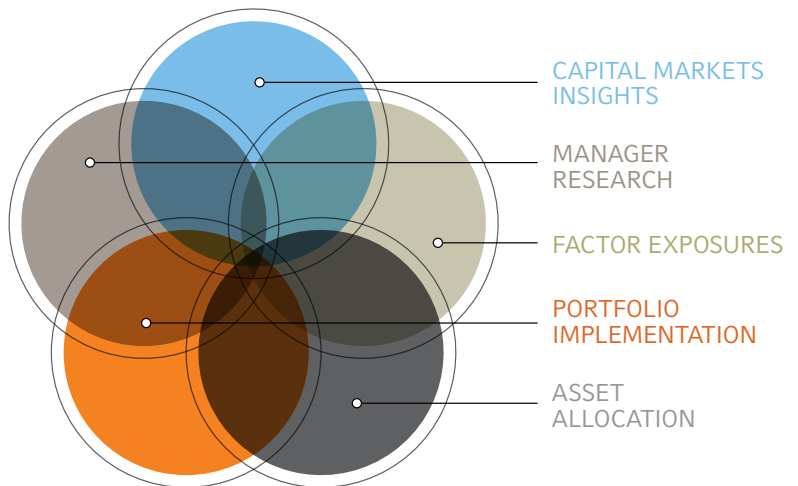 CAPITAL MARKETS
INSIGHTS
MANAGER
RESEARCH
FACTOR EXPOSURES
PORTFOLIO
IMPLEMENTATION
ASSET
ALLOCATION